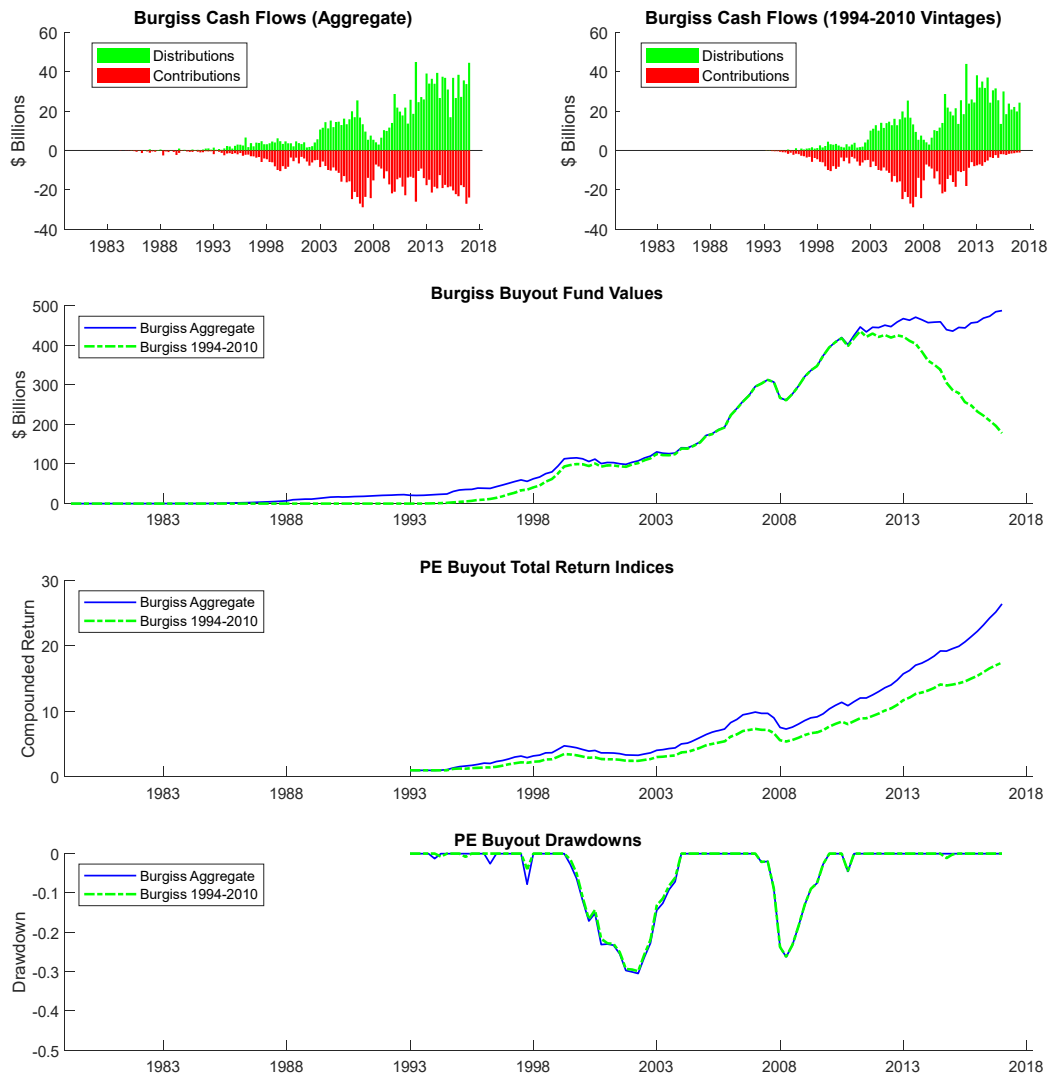 Burgiss Cash Flows (Aggregate)
60
40
20
0
-20
-40
$ Billions
Distributions
Contributions
1983 1988 1993 1998 2003 2008 2013 2018
Burgiss Cash Flows (1994-2010 Vintages)
60
40
20
0
-20
-40
$ Billions
Distributions
Contributions
1983 1988 1993 1998 2003 2008 2013 2018
Burgiss Buyout Fund Values
500
400
300
200
100
0
$ Billions
Burgiss Aggregate
Burgiss 1994-2010
1983 1988 1993 1998 2003 2008 2013 2018
PE Buyout Total Return Indices
30
20
10
0
Compounded Return
Burgiss Aggregate
Burgiss 1994-2010
1983 1988 1993 1998 2003 2008 2013 2018
PE Buyout Drawdowns
0
-0.1
-0.2
-0.3
-0.4
-0.5
Drawdown
Burgiss Aggregate
Burgiss 1994-2010
1983 1988 1993 1998 2003 2008 2013 2018